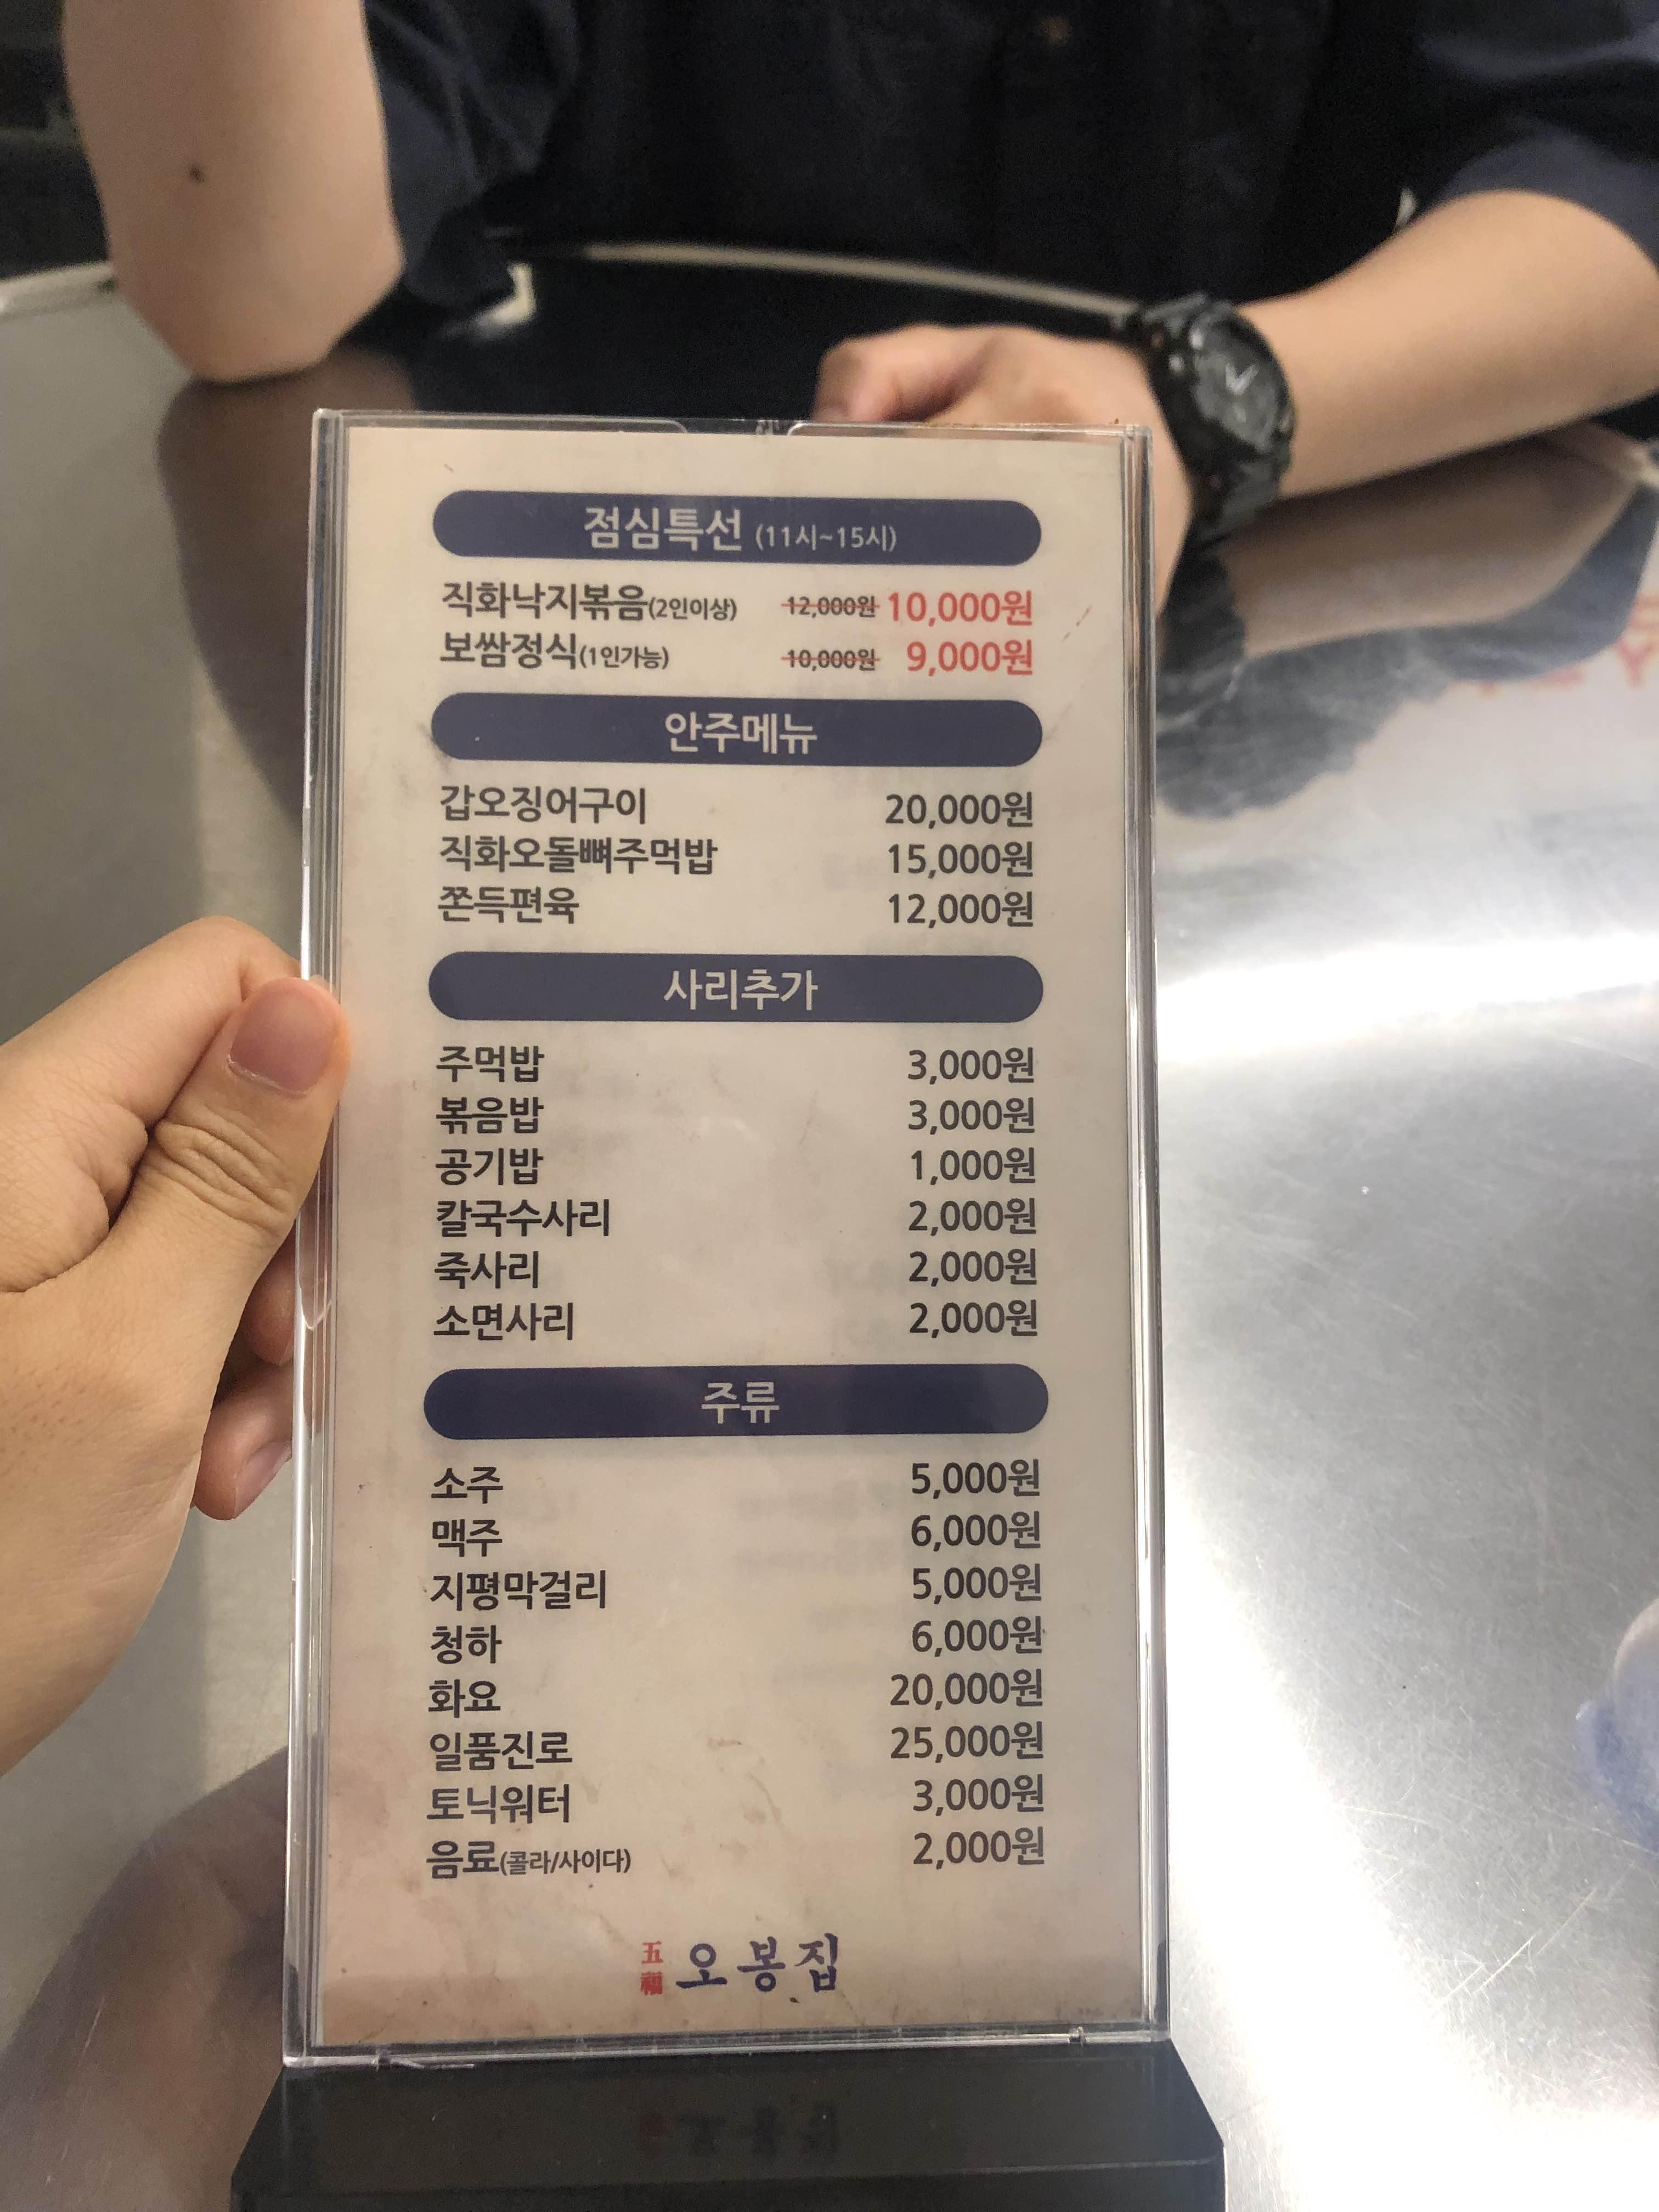 점심특선 (11시~15시)
직화낙지볶음(2인이상) 12,000원 10,000원
보쌈정식(1인가능) 10,000원 9,000원
안주메뉴
갑오징어구이 20,000원
직화오돌뼈주먹밥 15,000원
쫀득편육 12,000원
사리추가
주먹밥 3,000원
볶음밥 3,000원
공기밥 1,000원
칼국수사리 2,000원
죽사리 2,000원
소면사리 2,000원
주류
소주 5,000원
맥주 6,000원
지평막걸리 5,000원
청하 6,000원
화요 20,000원
일품진로 25,000원
토닉워터 3,000원
음료(콜라/사이다) 2,000원
五福 오봉집